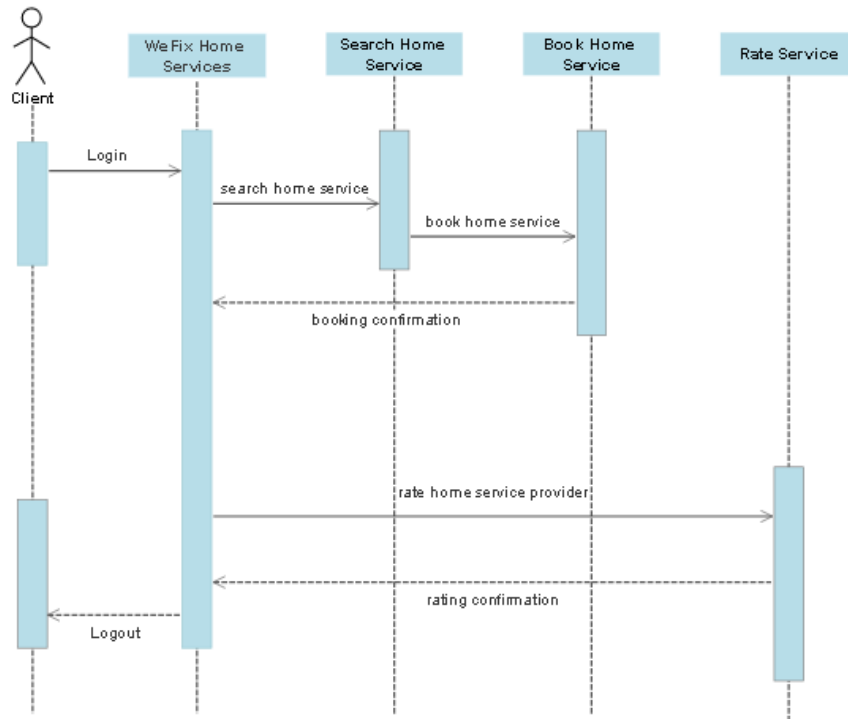 Client
WeFix Home
Services
Search Home
Service
Book Home
Service
Rate Service
Login
search home service
book home service
booking confirmation
rate home service provider
rating confirmation
Logout